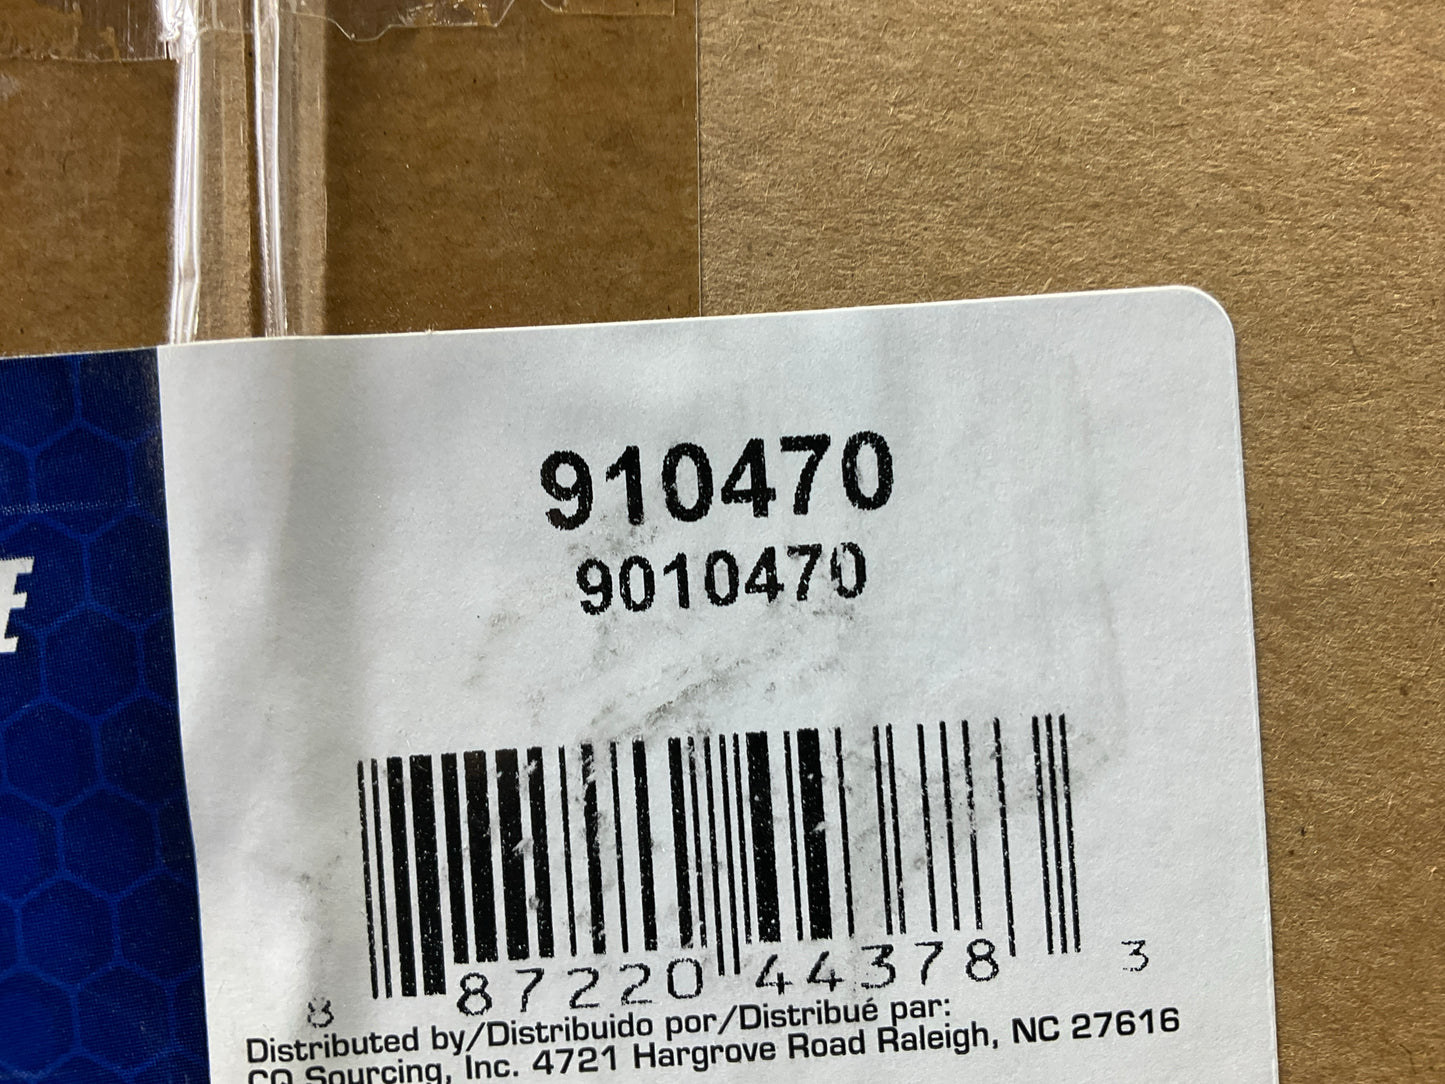 910470
9010470
E
8 87220 44378 3
Distributed by/Distribuido por/Distribué par:
CQ Sourcing, Inc. 4721 Hargrove Road Raleigh, NC 27616